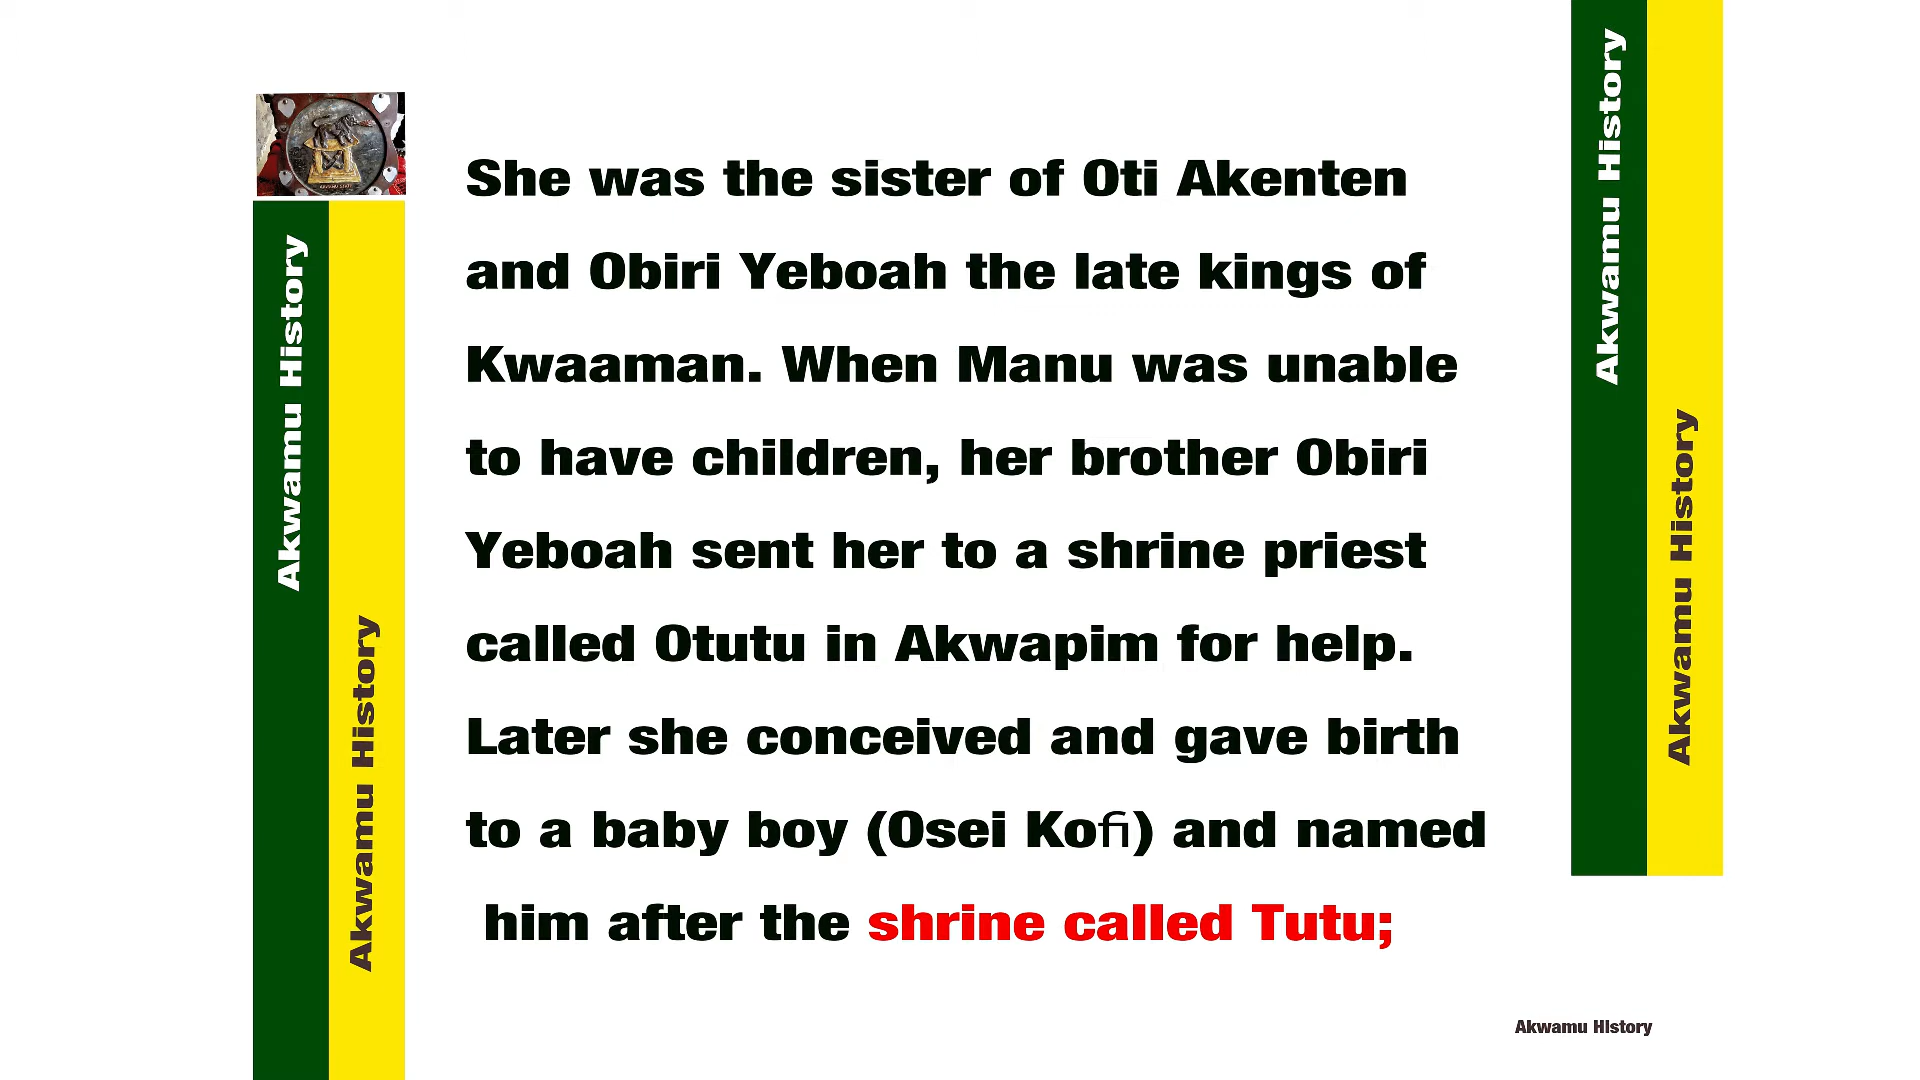 She was the sister of Oti Akenten
and Obiri Yeboah the late kings of
Kwaaman. When Manu was unable
to have children, her brother Obiri
Yeboah sent her to a shrine priest
called Otutu in Akwapim for help.
Later she conceived and gave birth
to a baby boy (Osei Kofi) and named
him after the shrine called Tutu;
Akwamu History
Akwamu History
Akwamu History
Akwamu History
Akwamu History